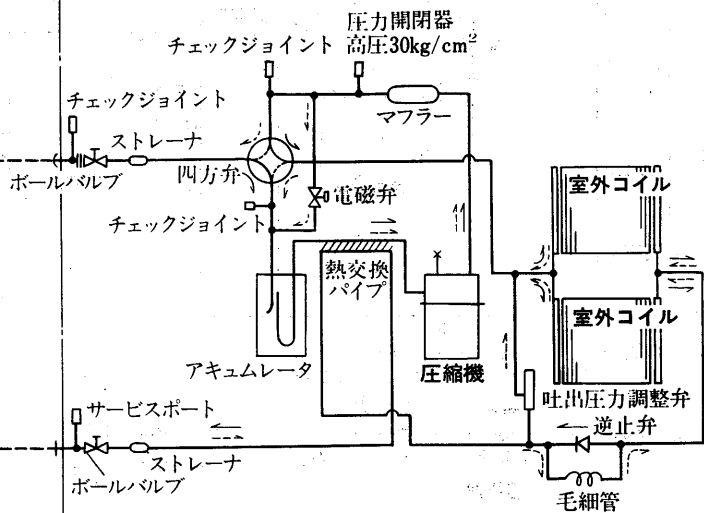 圧力開閉器
チェックジョイント 高圧30kg/cm²
チェックジョイント
マフラー
ストレーナ
四方弁
ボールバルブ
電磁弁
チェックジョイント
室外コイル
熱交換
パイプ
室外コイル
アキュムレータ
圧縮機
吐出圧力調整弁
サービスポート
逆止弁
ストレーナ
ボールバルブ
毛細管